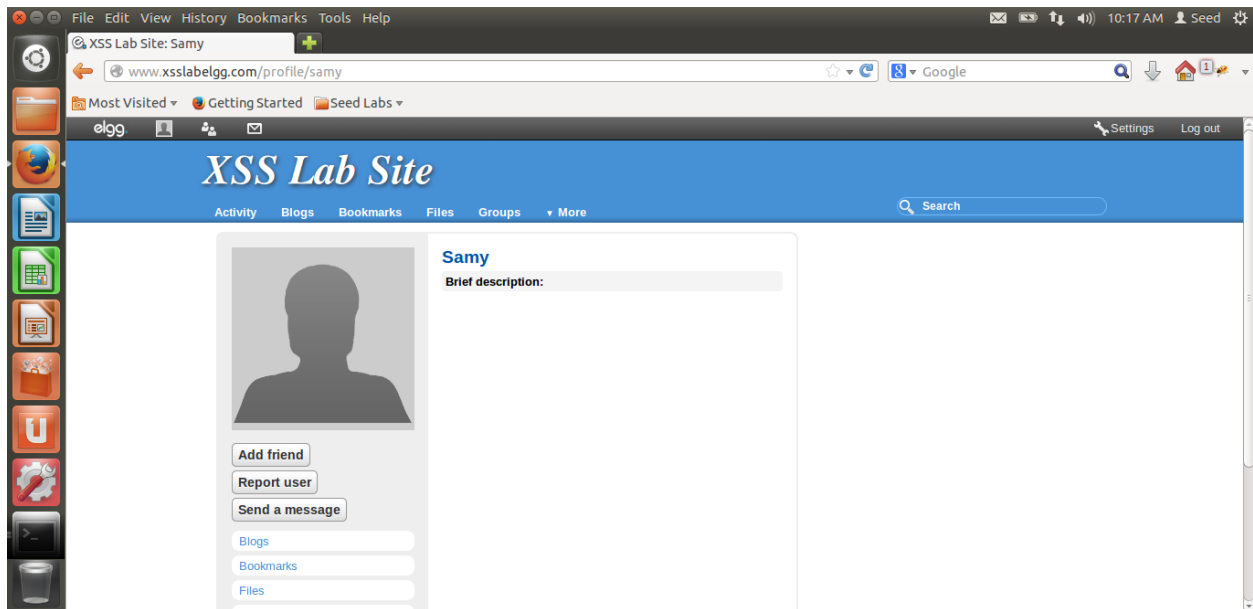 File Edit View History Bookmarks Tools Help 10:17 AM Seed
XSS Lab Site: Samy
www.xsslabelgg.com/profile/samy 8 Google 1
Most Visited Getting Started Seed Labs
elgg. Settings Log out
XSS Lab Site
Activity Blogs Bookmarks Files Groups More Search
Samy
Brief description:
Add friend
Report user
Send a message
Blogs
Bookmarks
Files